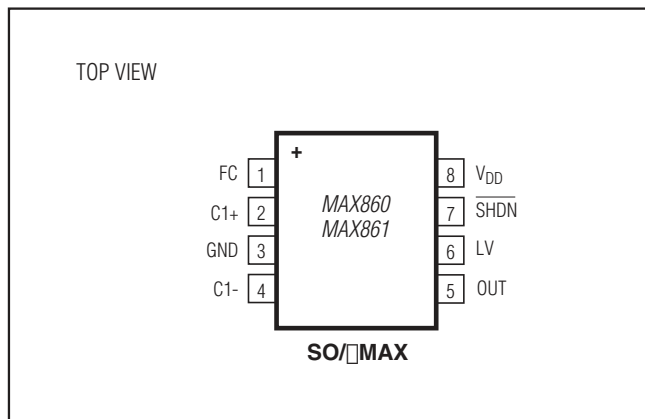 TOP VIEW
+
FC 1
C1+ 2
GND 3
C1- 4
MAX860
MAX861
8 VDD
7 S̅H̅D̅N̅
6 LV
5 OUT
SO/▯MAX